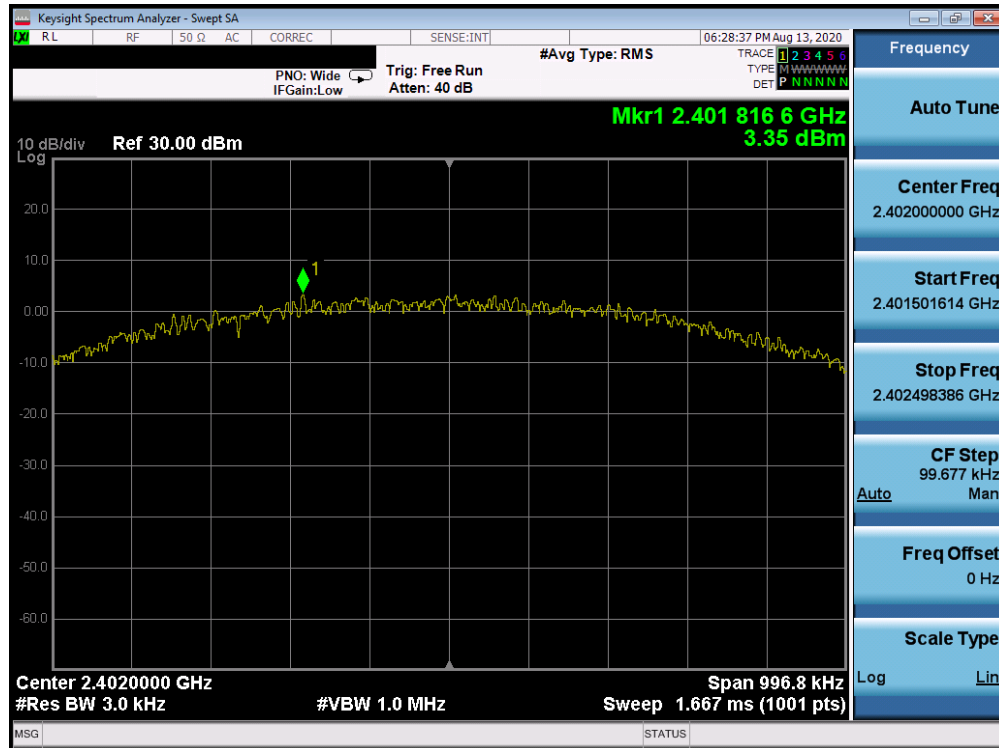 Keysight Spectrum Analyzer - Swept SA
LXI RL RF 50 Ω AC CORREC SENSE:INT 06:28:37 PM Aug 13, 2020
#Avg Type: RMS
TRACE 1 2 3 4 5 6
TYPE M W W W W W
DET P N N N N N
PNO: Wide
IFGain:Low
Trig: Free Run
Atten: 40 dB
Mkr1 2.401 816 6 GHz
3.35 dBm
10 dB/div Ref 30.00 dBm
Log
20.0
10.0
0.00
-10.0
-20.0
-30.0
-40.0
-50.0
-60.0
1
Center 2.4020000 GHz
Span 996.8 kHz
#Res BW 3.0 kHz
#VBW 1.0 MHz
Sweep 1.667 ms (1001 pts)
MSG
STATUS
Frequency
Auto Tune
Center Freq
2.402000000 GHz
Start Freq
2.401501614 GHz
Stop Freq
2.402498386 GHz
CF Step
99.677 kHz
Auto Man
Freq Offset
0 Hz
Scale Type
Log Lin